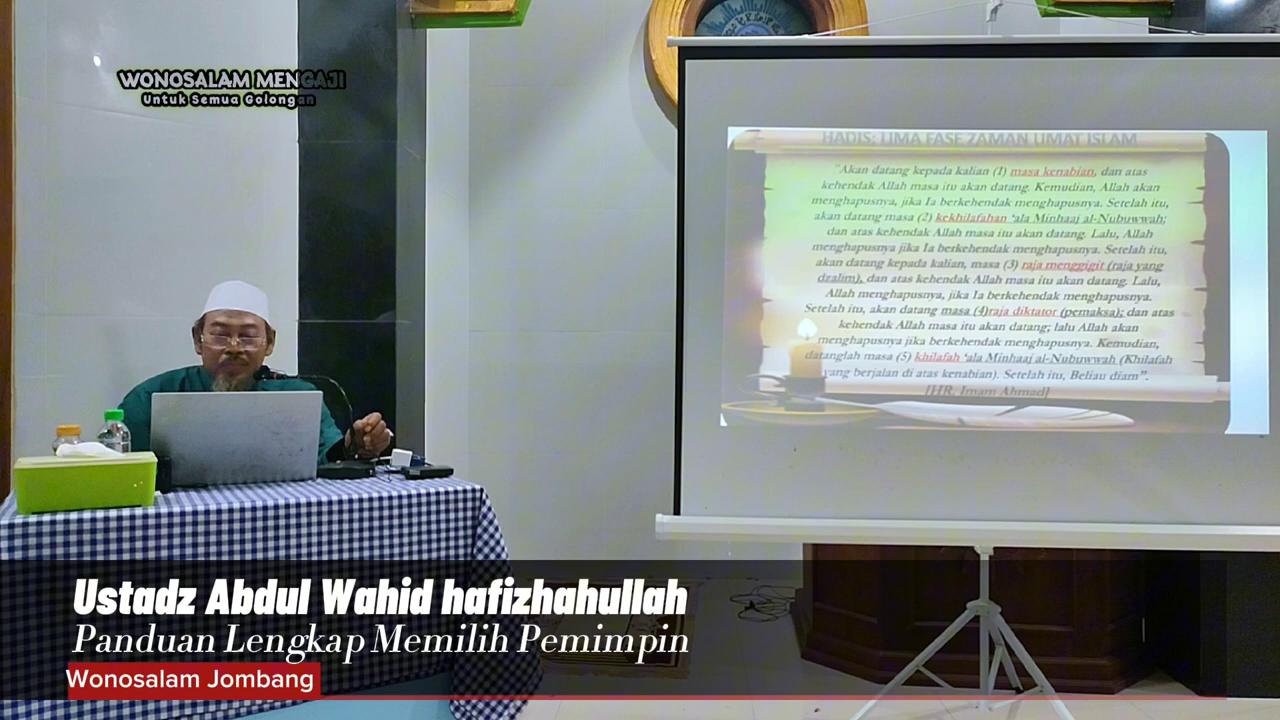 WONOSALAM MENGAJI
Untuk Semua Golongan
HADIS: LIMA FASE ZAMAN UMAT ISLAM
"Akan datang kepada kalian (1) masa kenabian, dan atas
kehendak Allah masa itu akan datang. Kemudian, Allah akan
menghapusnya, jika Ia berkehendak menghapusnya. Setelah itu,
akan datang masa (2) kekhilafahan 'ala Minhaaj al-Nubuwwah;
dan atas kehendak Allah masa itu akan datang. Lalu, Allah
menghapusnya jika Ia berkehendak menghapusnya. Setelah itu,
akan datang kepada kalian, masa (3) raja menggigit (raja yang
dzalim), dan atas kehendak Allah masa itu akan datang. Lalu,
Allah menghapusnya, jika Ia berkehendak menghapusnya.
Setelah itu, akan datang masa (4)raja diktator (pemaksa); dan atas
kehendak Allah masa itu akan datang; lalu Allah akan
menghapusnya jika berkehendak menghapusnya. Kemudian,
datanglah masa (5) khilafah 'ala Minhaaj al-Nubuwwah (Khilafah
yang berjalan di atas kenabian). Setelah itu, Beliau diam".
[HR. Imam Ahmad]
Ustadz Abdul Wahid hafizhahullah
Panduan Lengkap Memilih Pemimpin
Wonosalam Jombang